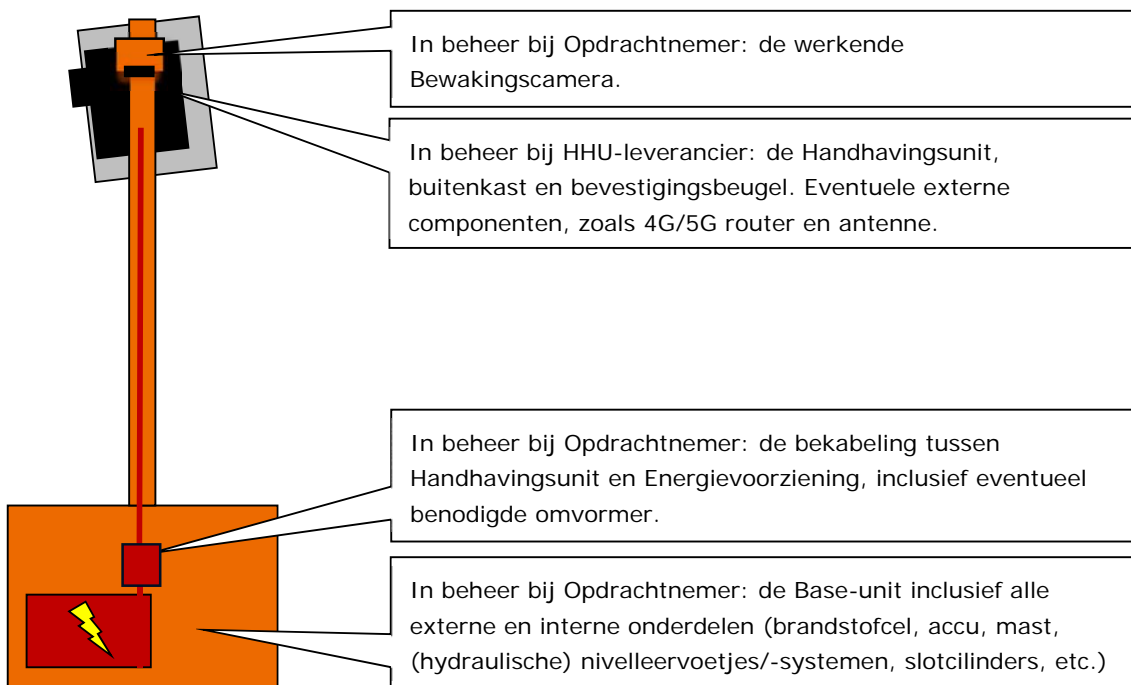 In beheer bij Opdrachtnemer: de werkende
Bewakingscamera.
In beheer bij HHU-leverancier: de Handhavingsunit,
buitenkast en bevestigingsbeugel. Eventuele externe
componenten, zoals 4G/5G router en antenne.
In beheer bij Opdrachtnemer: de bekabeling tussen
Handhavingsunit en Energievoorziening, inclusief eventueel
benodigde omvormer.
In beheer bij Opdrachtnemer: de Base-unit inclusief alle
externe en interne onderdelen (brandstofcel, accu, mast,
(hydraulische) nivelleervoetjes/-systemen, slotcilinders, etc.)